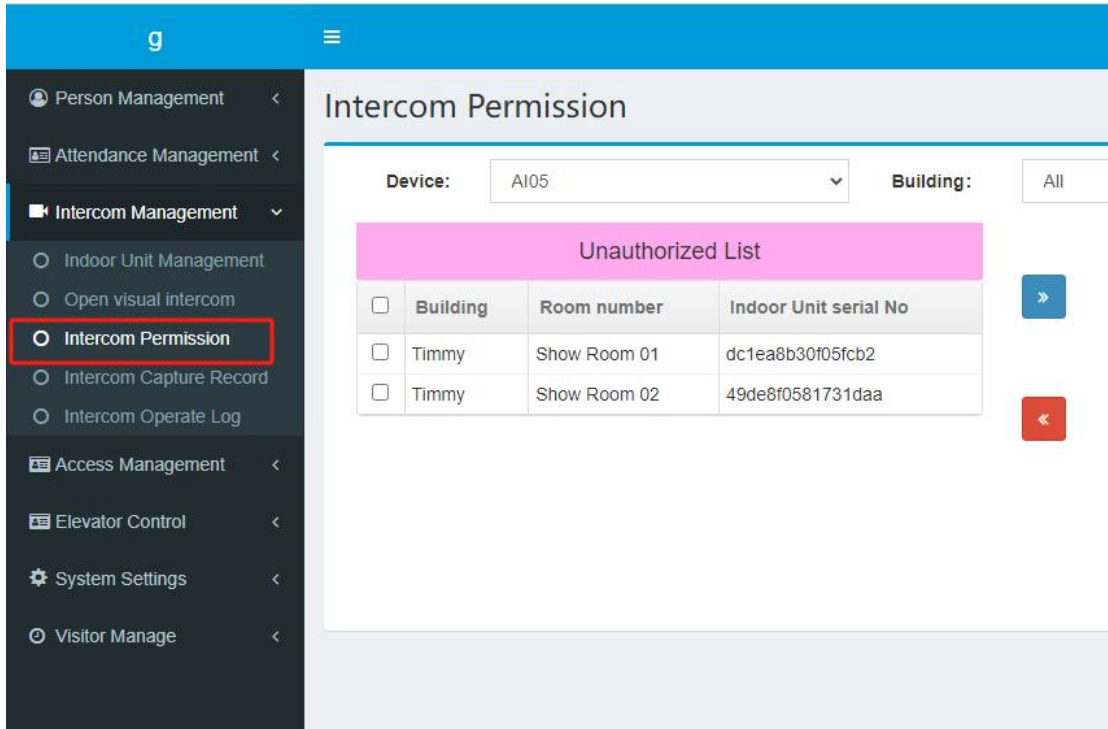 g
Person Management
Attendance Management
Intercom Management
Indoor Unit Management
Open visual intercom
Intercom Permission
Intercom Capture Record
Intercom Operate Log
Access Management
Elevator Control
System Settings
Visitor Manage
Intercom Permission
Device: AI05 Building: All
Unauthorized List
Building Room number Indoor Unit serial No
Timmy Show Room 01 dc1ea8b30f05fcb2
Timmy Show Room 02 49de8f0581731daa